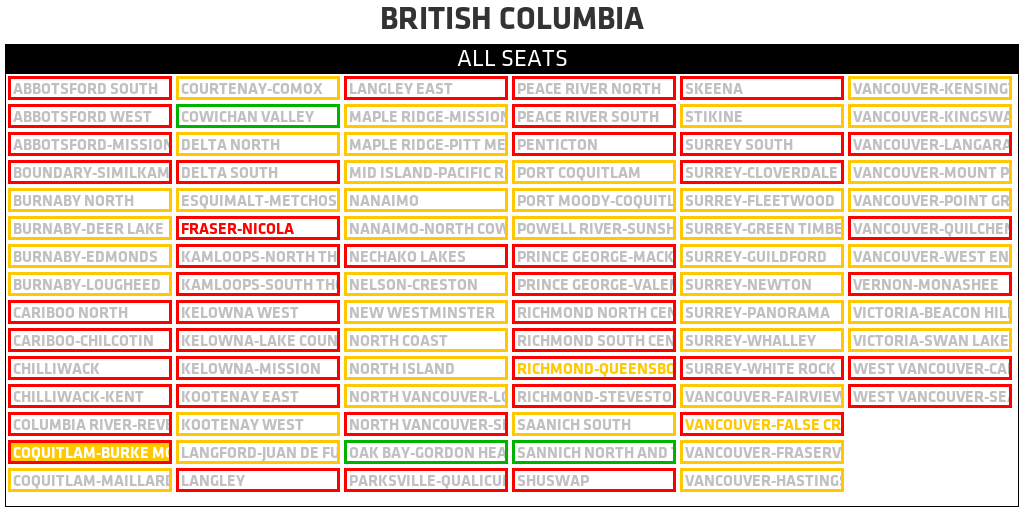 BRITISH COLUMBIA
ALL SEATS
ABBOTSFORD SOUTH
ABBOTSFORD WEST
ABBOTSFORD-MISSION
BOUNDARY-SIMILKAM
BURNABY NORTH
BURNABY-DEER LAKE
BURNABY-EDMONDS
BURNABY-LOUGHEED
CARIBOO NORTH
CARIBOO-CHILCOTIN
CHILLIWACK
CHILLIWACK-KENT
COLUMBIA RIVER-REVE
COQUITLAM-BURKE MO
COQUITLAM-MAILLARD
COURTENAY-COMOX
COWICHAN VALLEY
DELTA NORTH
DELTA SOUTH
ESQUIMALT-METCHOS
FRASER-NICOLA
KAMLOOPS-NORTH TH
KAMLOOPS-SOUTH THO
KELOWNA WEST
KELOWNA-LAKE COUN
KELOWNA-MISSION
KOOTENAY EAST
KOOTENAY WEST
LANGFORD-JUAN DE FU
LANGLEY
LANGLEY EAST
MAPLE RIDGE-MISSION
MAPLE RIDGE-PITT ME
MID ISLAND-PACIFIC R
NANAIMO
NANAIMO-NORTH COW
NECHAKO LAKES
NELSON-CRESTON
NEW WESTMINSTER
NORTH COAST
NORTH ISLAND
NORTH VANCOUVER-LO
NORTH VANCOUVER-SE
OAK BAY-GORDON HEA
PARKSVILLE-QUALICUM
PEACE RIVER NORTH
PEACE RIVER SOUTH
PENTICTON
PORT COQUITLAM
PORT MOODY-COQUITL
POWELL RIVER-SUNSH
PRINCE GEORGE-MACK
PRINCE GEORGE-VALEM
RICHMOND NORTH CEN
RICHMOND SOUTH CEN
RICHMOND-QUEENSBO
RICHMOND-STEVESTO
SAANICH SOUTH
SANNICH NORTH AND T
SHUSWAP
SKEENA
STIKINE
SURREY SOUTH
SURREY-CLOVERDALE
SURREY-FLEETWOOD
SURREY-GREEN TIMBE
SURREY-GUILDFORD
SURREY-NEWTON
SURREY-PANORAMA
SURREY-WHALLEY
SURREY-WHITE ROCK
VANCOUVER-FAIRVIEW
VANCOUVER-FALSE CR
VANCOUVER-FRASERV
VANCOUVER-HASTINGS
VANCOUVER-KENSING
VANCOUVER-KINGSWA
VANCOUVER-LANGARA
VANCOUVER-MOUNT P
VANCOUVER-POINT GR
VANCOUVER-QUILCHEN
VANCOUVER-WEST EN
VERNON-MONASHEE
VICTORIA-BEACON HIL
VICTORIA-SWAN LAKE
WEST VANCOUVER-CA
WEST VANCOUVER-SEA